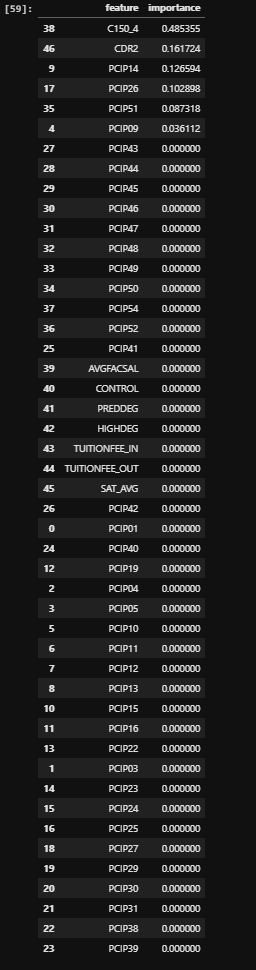 [59]: feature importance
38 C150_4 0.485355
46 CDR2 0.161724
9 PCIP14 0.126594
17 PCIP26 0.102898
35 PCIP51 0.087318
4 PCIP09 0.036112
27 PCIP43 0.000000
28 PCIP44 0.000000
29 PCIP45 0.000000
30 PCIP46 0.000000
31 PCIP47 0.000000
32 PCIP48 0.000000
33 PCIP49 0.000000
34 PCIP50 0.000000
37 PCIP54 0.000000
36 PCIP52 0.000000
25 PCIP41 0.000000
39 AVGFACSAL 0.000000
40 CONTROL 0.000000
41 PREDDEG 0.000000
42 HIGHDEG 0.000000
43 TUITIONFEE_IN 0.000000
44 TUITIONFEE_OUT 0.000000
45 SAT_AVG 0.000000
26 PCIP42 0.000000
0 PCIP01 0.000000
24 PCIP40 0.000000
12 PCIP19 0.000000
2 PCIP04 0.000000
3 PCIP05 0.000000
5 PCIP10 0.000000
6 PCIP11 0.000000
7 PCIP12 0.000000
8 PCIP13 0.000000
10 PCIP15 0.000000
11 PCIP16 0.000000
13 PCIP22 0.000000
1 PCIP03 0.000000
14 PCIP23 0.000000
15 PCIP24 0.000000
16 PCIP25 0.000000
18 PCIP27 0.000000
19 PCIP29 0.000000
20 PCIP30 0.000000
21 PCIP31 0.000000
22 PCIP38 0.000000
23 PCIP39 0.000000